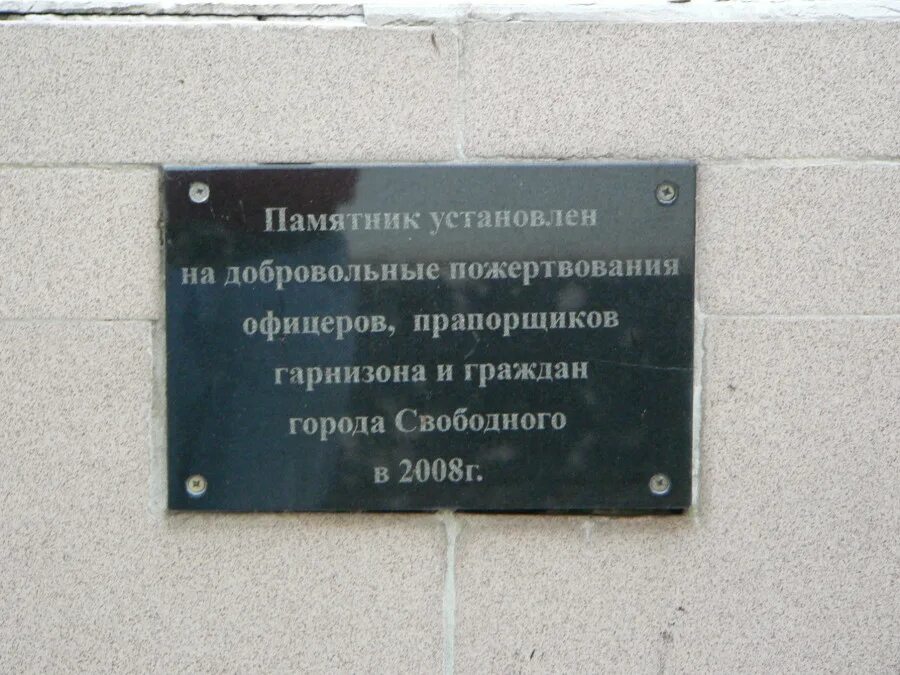 Памятник установлен
на добровольные пожертвования
офицеров, прапорщиков
гарнизона и граждан
города Свободного
в 2008г.